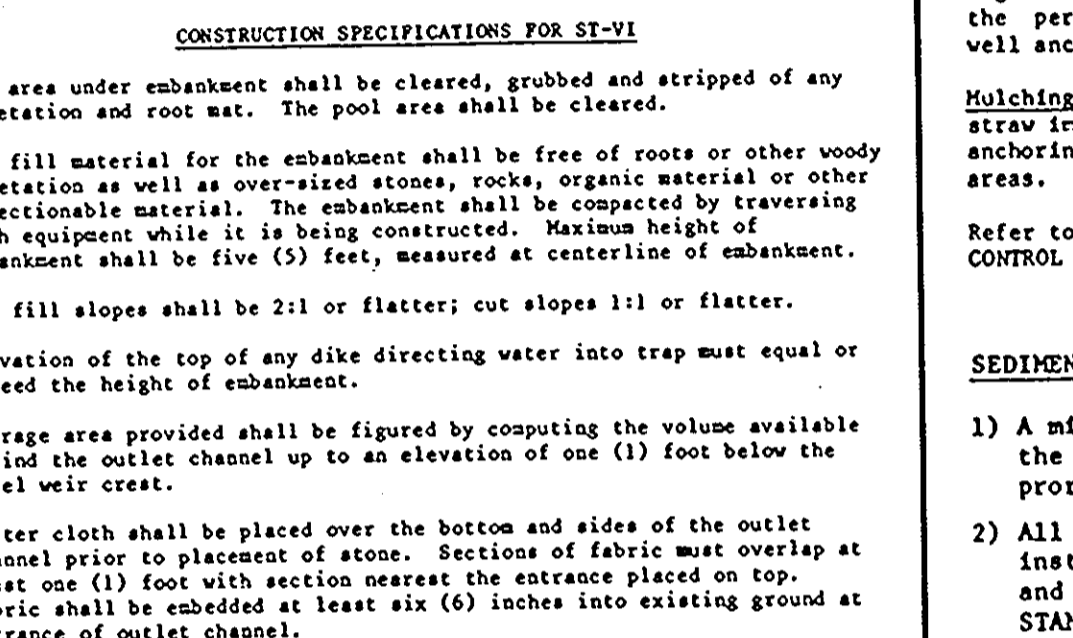 CONSTRUCTION SPECIFICATIONS FOR ST-VI
area under embankment shall be cleared, grubbed and stripped of any
etation and root mat. The pool area shall be cleared.
fill material for the embankment shall be free of roots or other woody
etation as well as over-sized stones, rocks, organic material or other
ectionable material. The embankment shall be compacted by traversing
h equipment while it is being constructed. Maximum height of
ankment shall be five (5) feet, measured at centerline of embankment.
fill slopes shall be 2:1 or flatter; cut slopes 1:1 or flatter.
vation of the top of any dike directing water into trap must equal or
eed the height of embankment.
rage area provided shall be figured by computing the volume available
ind the outlet channel up to an elevation of one (1) foot below the
el weir crest.
ter cloth shall be placed over the bottom and sides of the outlet
nnel prior to placement of stone. Sections of fabric must overlap at
st one (1) foot with section nearest the entrance placed on top.
bric shall be embedded at least six (6) inches into existing ground at
trance of outlet channel.
the per
well anc
Mulching
straw in
anchorin
areas.
Refer to
CONTROL
SEDIMEN
1) A mi
the
pro
2) All
inst
and
STAN